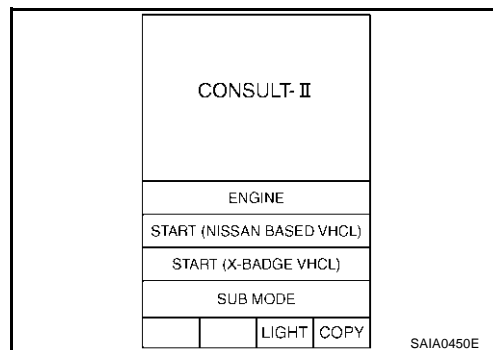 CONSULT-Ⅱ
ENGINE
START (NISSAN BASED VHCL)
START (X-BADGE VHCL)
SUB MODE
LIGHT COPY
SAIA0450E